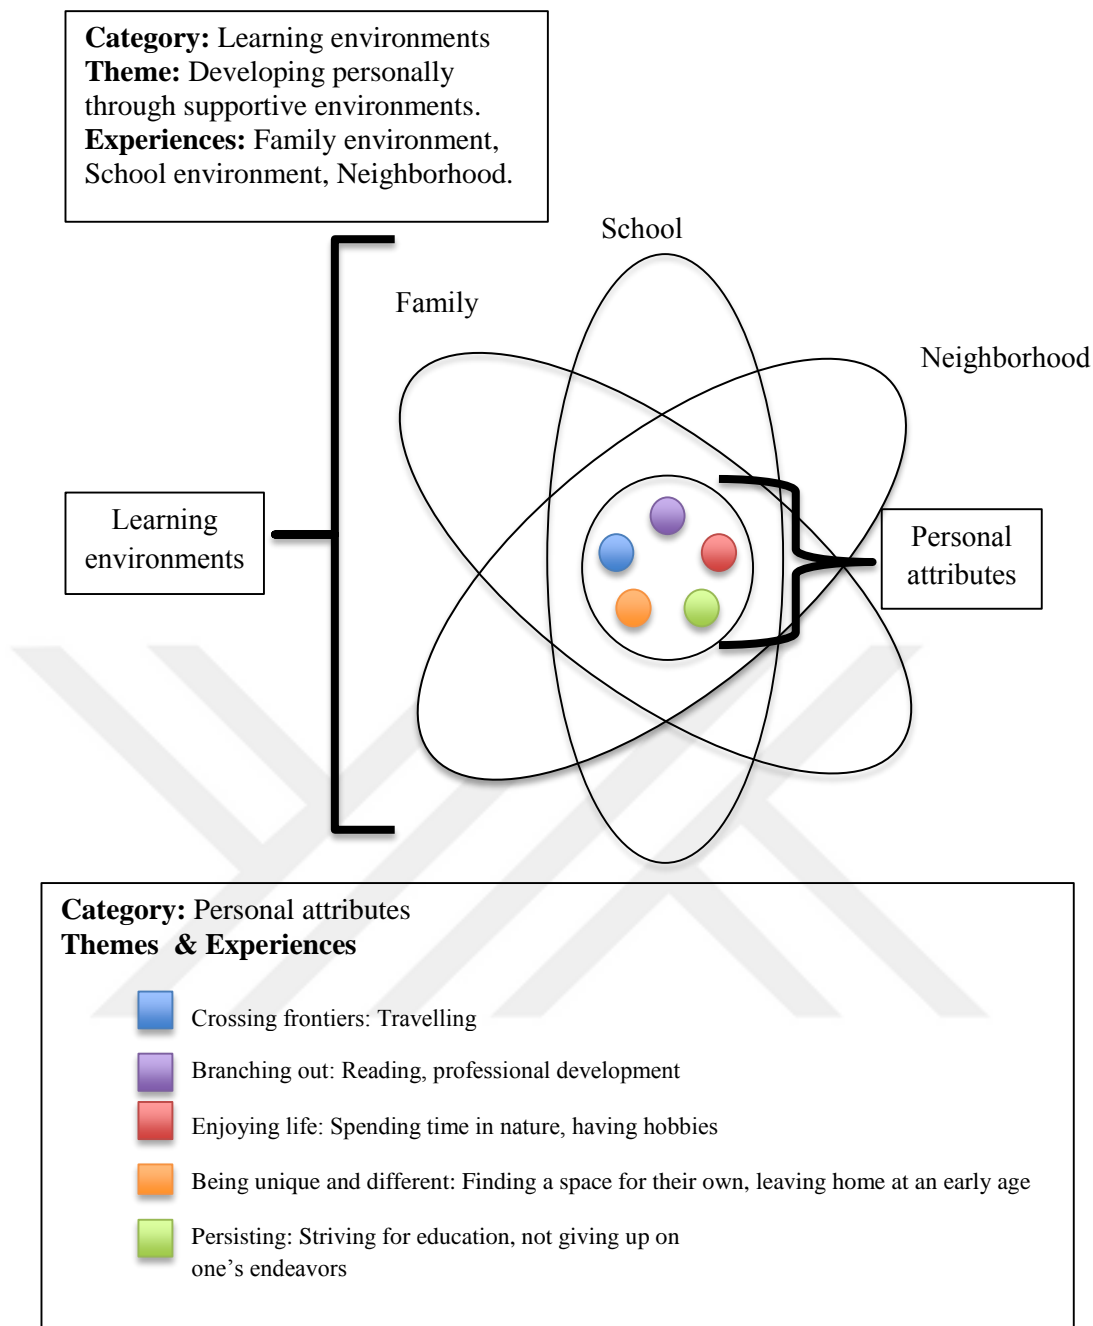 Category: Learning environments
Theme: Developing personally
through supportive environments.
Experiences: Family environment,
School environment, Neighborhood.
School
Family
Neighborhood
Learning
environments
Personal
attributes
Category: Personal attributes
Themes & Experiences
Crossing frontiers: Travelling
Branching out: Reading, professional development
Enjoying life: Spending time in nature, having hobbies
Being unique and different: Finding a space for their own, leaving home at an early age
Persisting: Striving for education, not giving up on
one’s endeavors